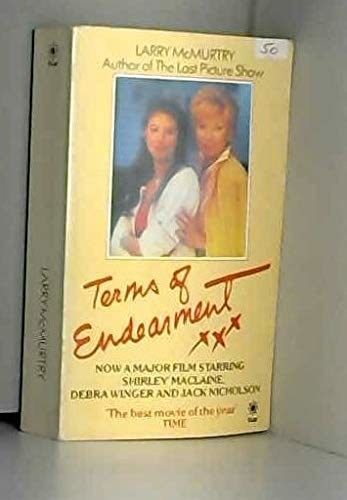 LARRY McMURTRY
Author of The Last Picture Show
50
Terms of
Endearment
xxx
NOW A MAJOR FILM STARRING
SHIRLEY MACLAINE,
DEBRA WINGER AND JACK NICHOLSON
'The best movie of the year'
TIME
LARRY McMURTRY